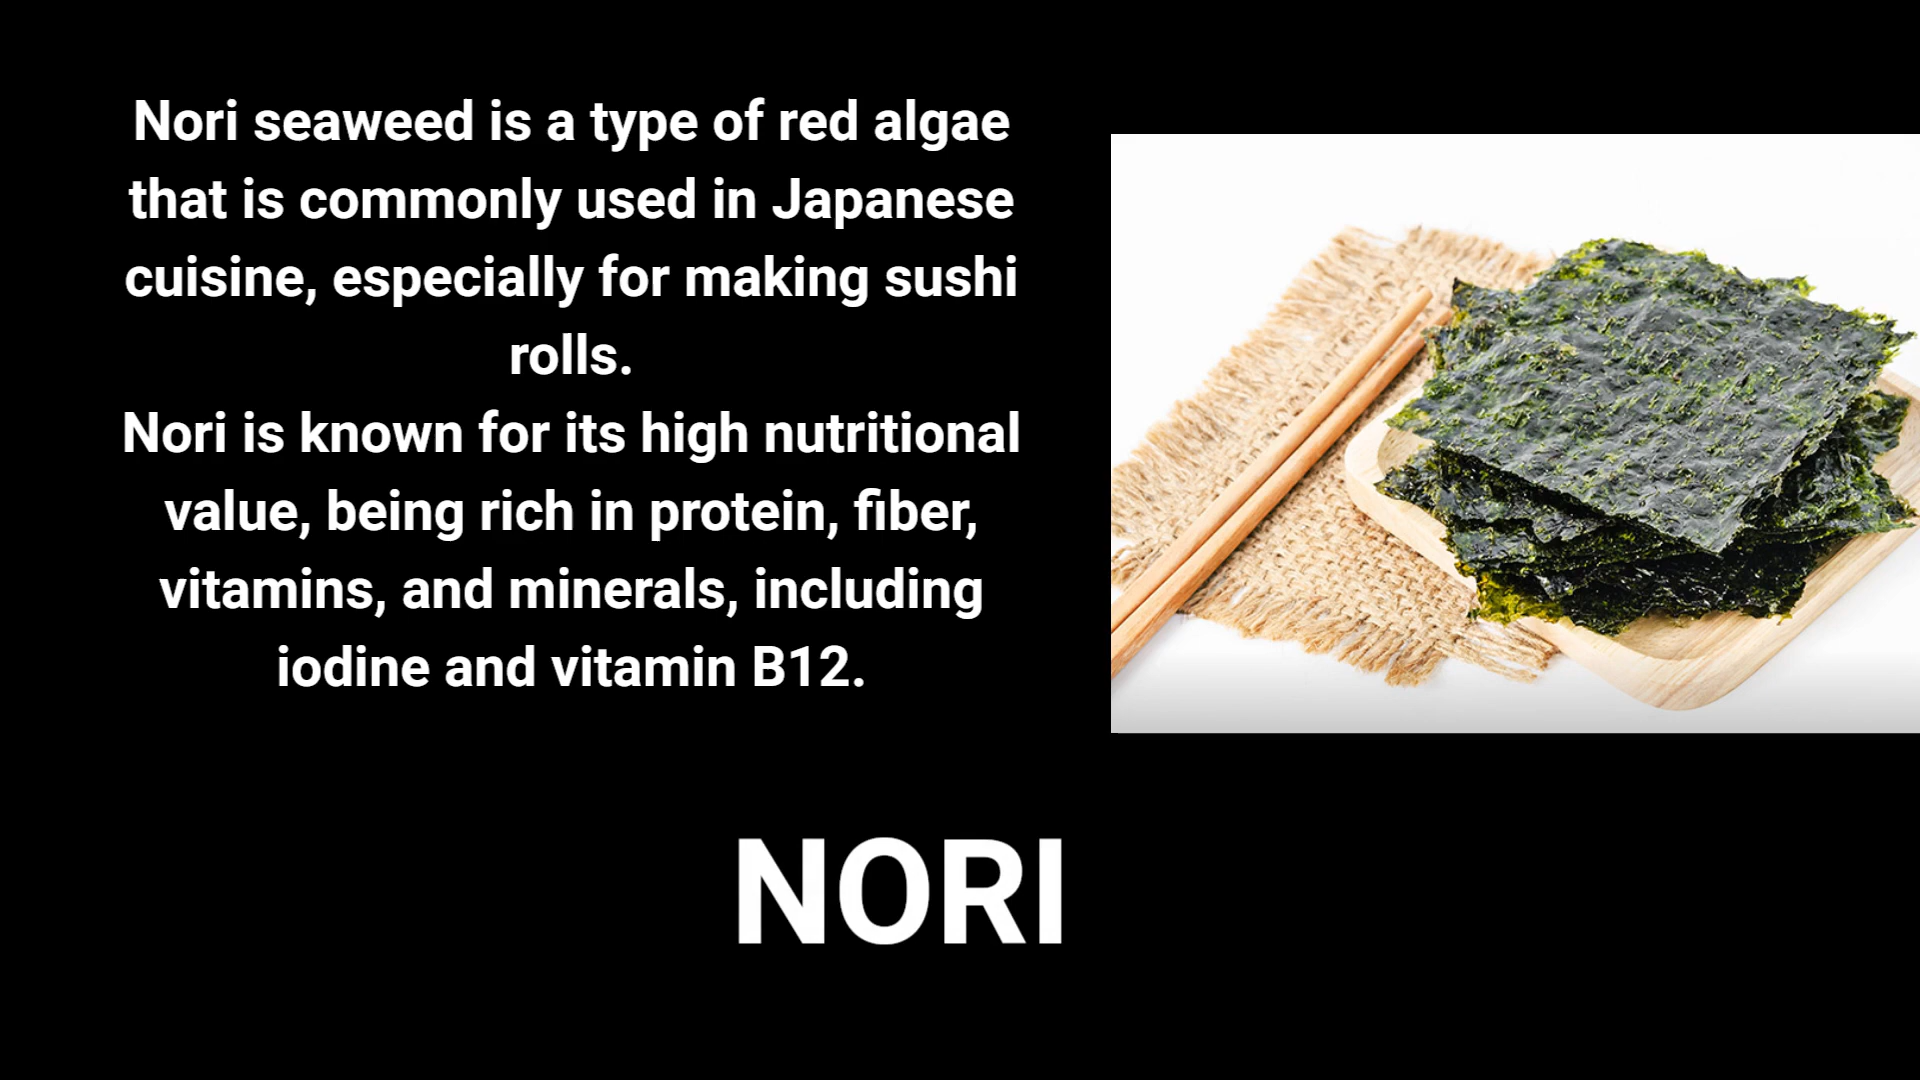 Nori seaweed is a type of red algae
that is commonly used in Japanese
cuisine, especially for making sushi
rolls.
Nori is known for its high nutritional
value, being rich in protein, fiber,
vitamins, and minerals, including
iodine and vitamin B12.
NORI